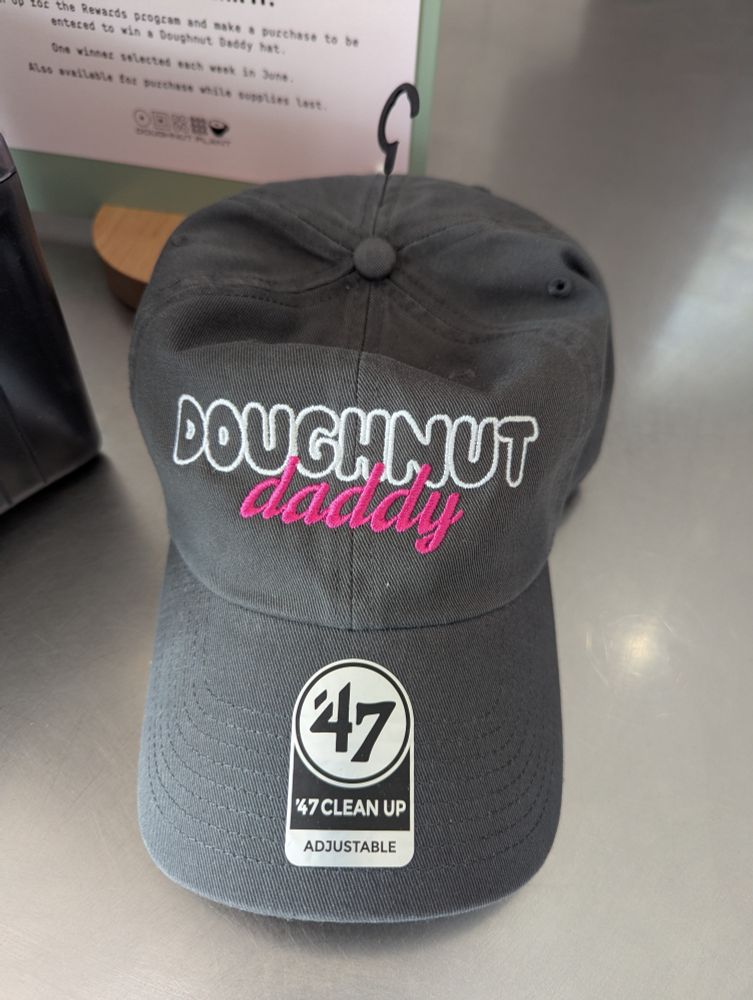 for the Rewards program and make a purchase to be
entered to win a Doughnut Daddy hat.
One winner selected each week in June.
Also available for purchase while supplies last.
DOUGHNUT PLANT
DOUGHNUT
daddy
'47
'47 CLEAN UP
ADJUSTABLE